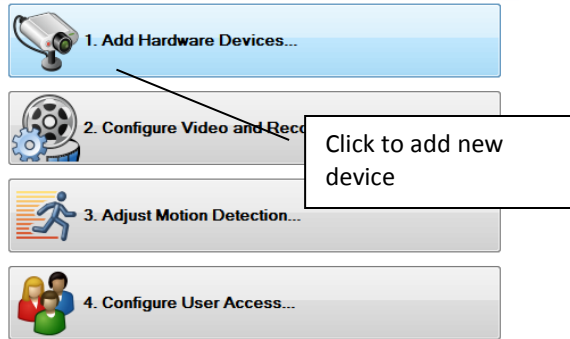 1. Add Hardware Devices...
2. Configure Video and Reco
Click to add new
device
3. Adjust Motion Detection...
4. Configure User Access...